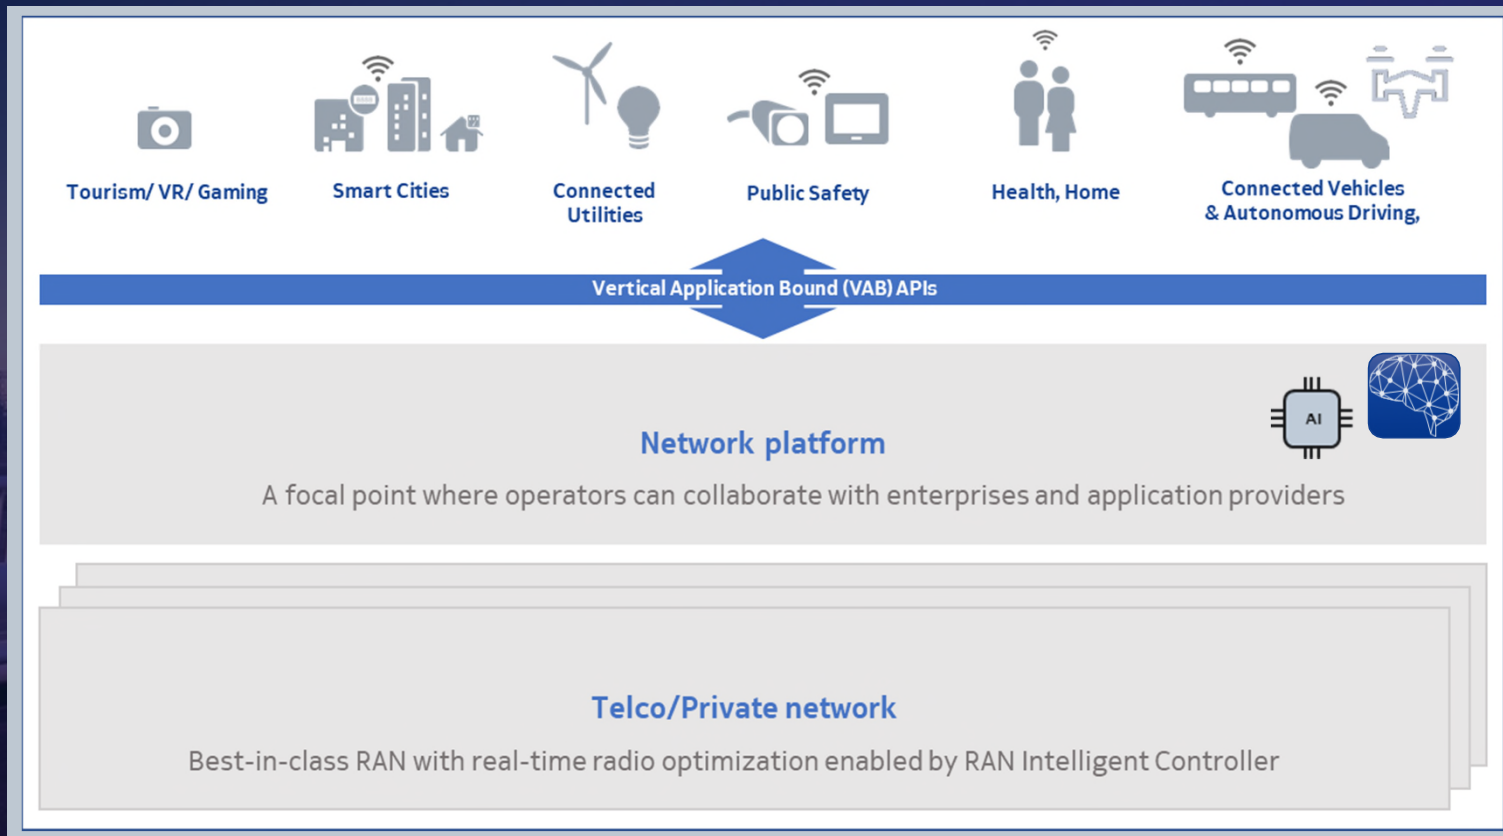 Tourism/ VR/ Gaming
Smart Cities
Connected
Utilities
Public Safety
Health, Home
Connected Vehicles
& Autonomous Driving,
Vertical Application Bound (VAB) APIs
AI
Network platform
A focal point where operators can collaborate with enterprises and application providers
Telco/Private network
Best-in-class RAN with real-time radio optimization enabled by RAN Intelligent Controller